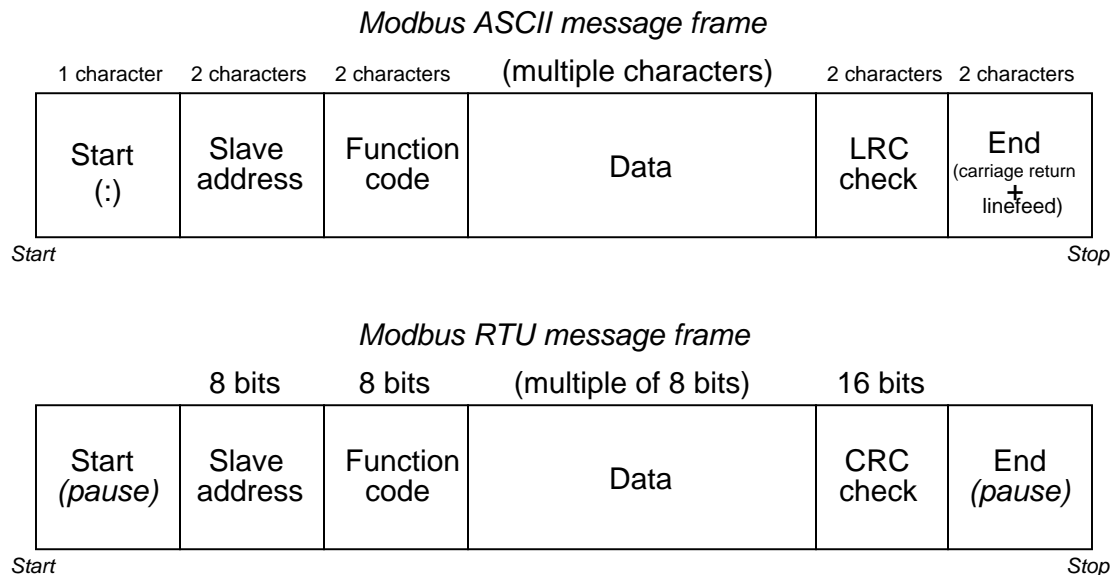 Modbus ASCII message frame
1 character 2 characters 2 characters (multiple characters) 2 characters 2 characters
Start
(:)
Slave
address
Function
code
Data
LRC
check
End
(carriage return
+
linefeed)
Start
Stop
Modbus RTU message frame
8 bits 8 bits (multiple of 8 bits) 16 bits
Start
(pause)
Slave
address
Function
code
Data
CRC
check
End
(pause)
Start
Stop